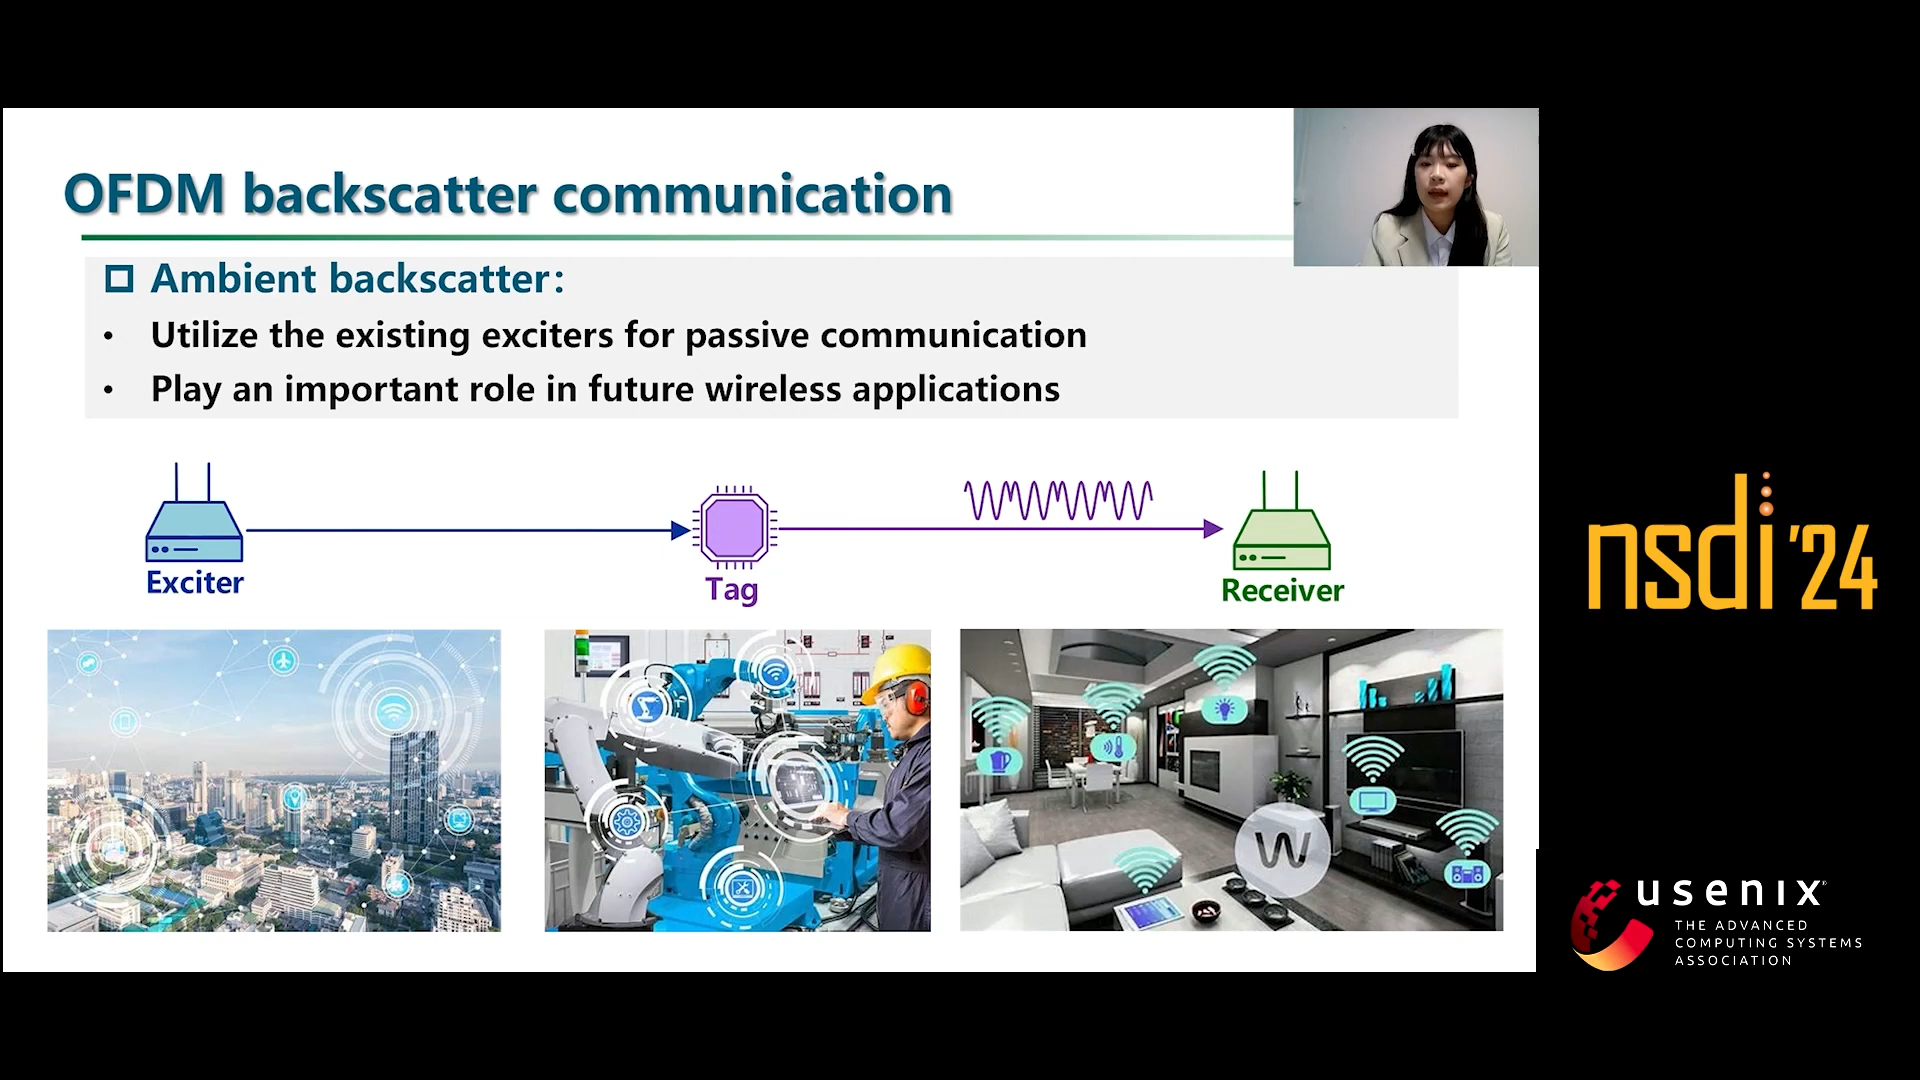 OFDM backscatter communication
Ambient backscatter:
• Utilize the existing exciters for passive communication
• Play an important role in future wireless applications
Exciter
Tag
Receiver
W
nsdi '24
usenix
THE ADVANCED
COMPUTING SYSTEMS
ASSOCIATION